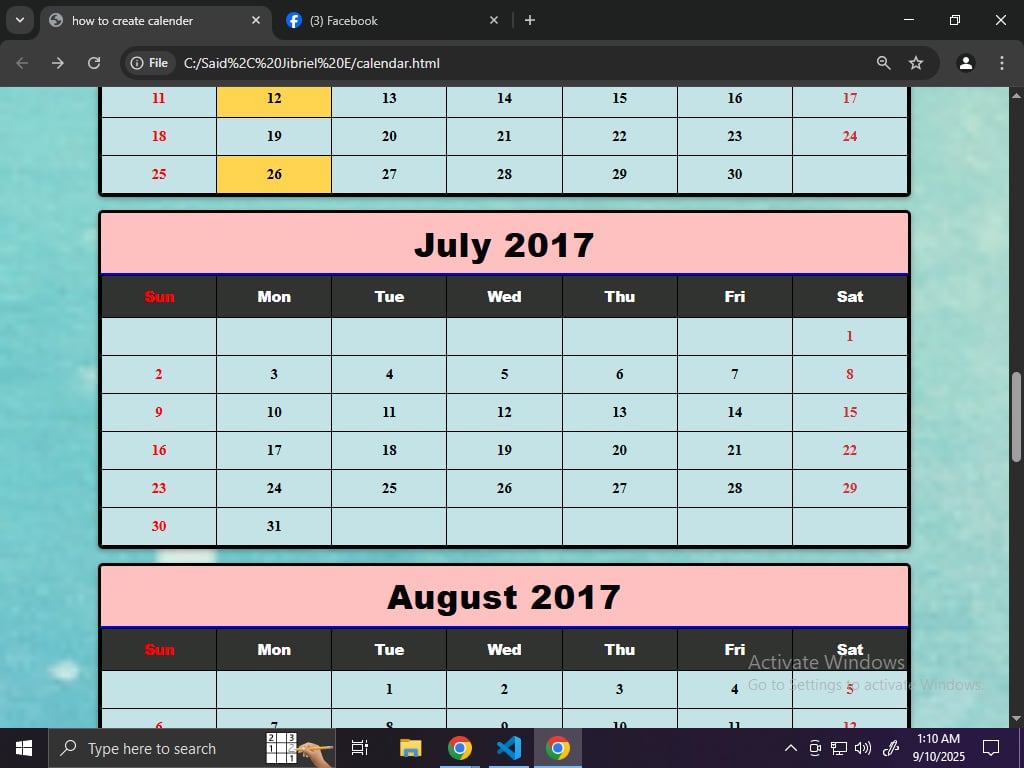 how to create calender
(3) Facebook
File C:/Said%2C%20Jibriel%20E/calendar.html
11 12 13 14 15 16 17
18 19 20 21 22 23 24
25 26 27 28 29 30
July 2017
Sun Mon Tue Wed Thu Fri Sat
1
2 3 4 5 6 7 8
9 10 11 12 13 14 15
16 17 18 19 20 21 22
23 24 25 26 27 28 29
30 31
August 2017
Sun Mon Tue Wed Thu Fri Sat
1 2 3 4 5
6 7 8 9 10 11 12
Activate Windows
Go to Settings to activate Windows.
Type here to search
2 3
1 2
1
1:10 AM
9/10/2025